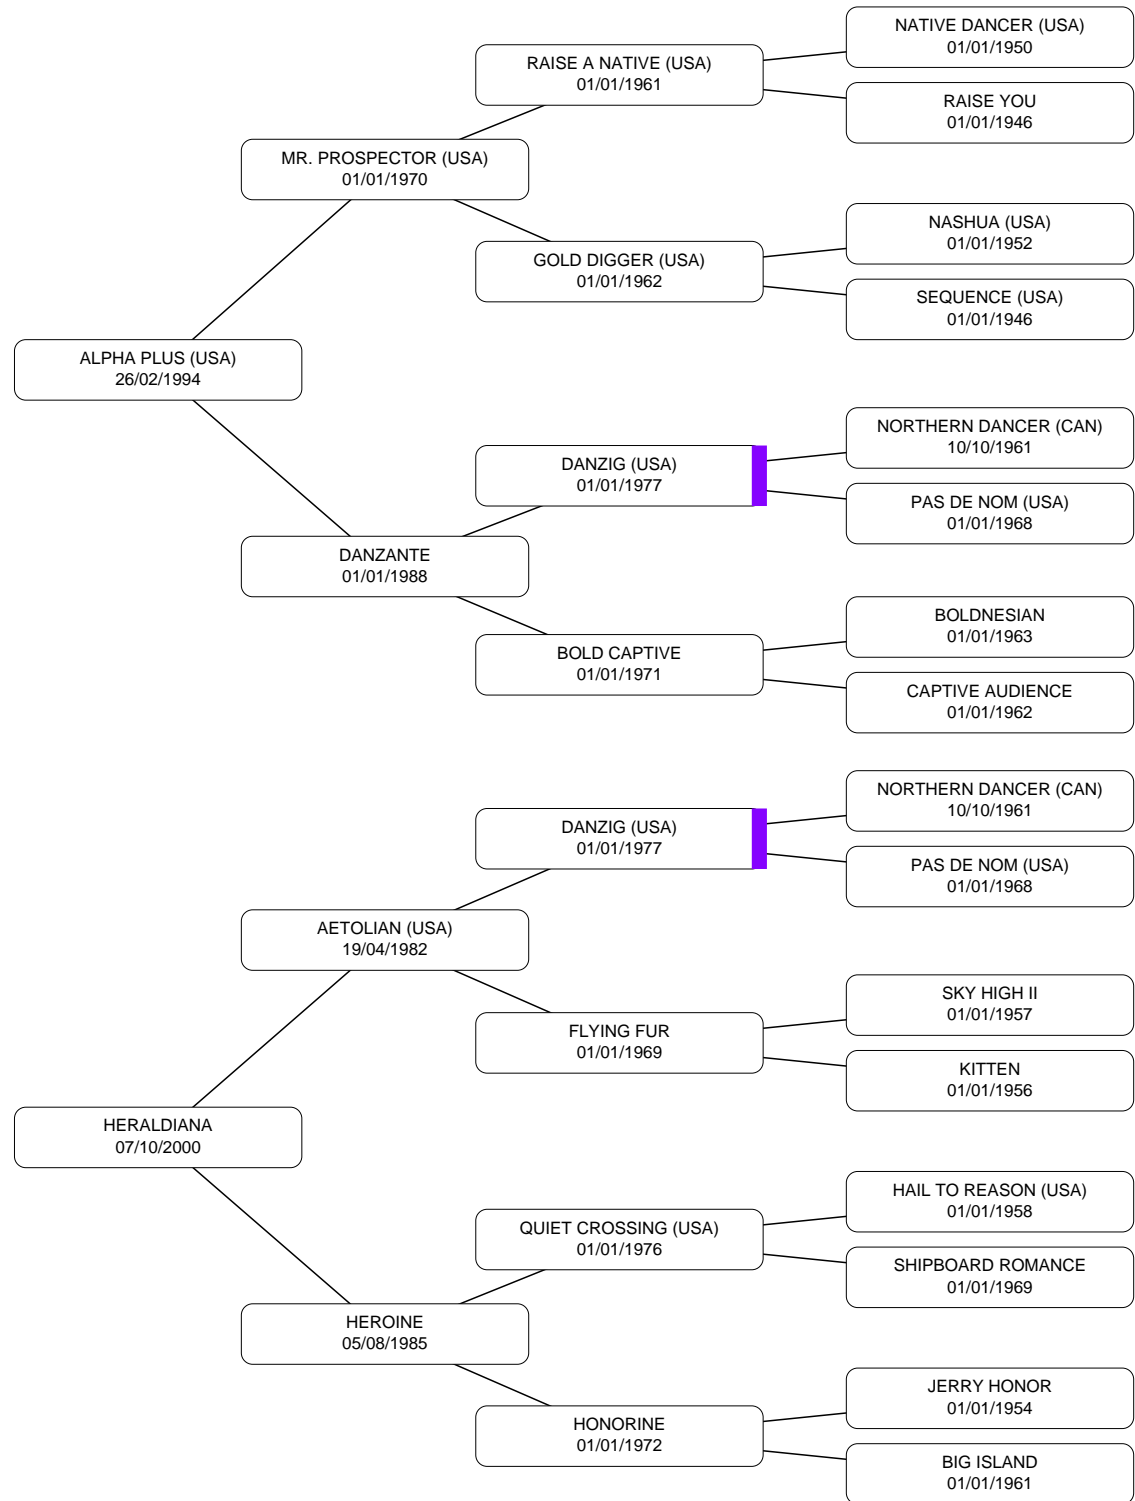 NATIVE DANCER (USA)
01/01/1950
RAISE A NATIVE (USA)
01/01/1961
RAISE YOU
01/01/1946
MR. PROSPECTOR (USA)
01/01/1970
NASHUA (USA)
01/01/1952
GOLD DIGGER (USA)
01/01/1962
SEQUENCE (USA)
01/01/1946
ALPHA PLUS (USA)
26/02/1994
NORTHERN DANCER (CAN)
10/10/1961
DANZIG (USA)
01/01/1977
PAS DE NOM (USA)
01/01/1968
DANZANTE
01/01/1988
BOLDNESIAN
01/01/1963
BOLD CAPTIVE
01/01/1971
CAPTIVE AUDIENCE
01/01/1962
NORTHERN DANCER (CAN)
10/10/1961
DANZIG (USA)
01/01/1977
PAS DE NOM (USA)
01/01/1968
AETOLIAN (USA)
19/04/1982
SKY HIGH II
01/01/1957
FLYING FUR
01/01/1969
KITTEN
01/01/1956
HERALDIANA
07/10/2000
HAIL TO REASON (USA)
01/01/1958
QUIET CROSSING (USA)
01/01/1976
SHIPBOARD ROMANCE
01/01/1969
HEROINE
05/08/1985
JERRY HONOR
01/01/1954
HONORINE
01/01/1972
BIG ISLAND
01/01/1961